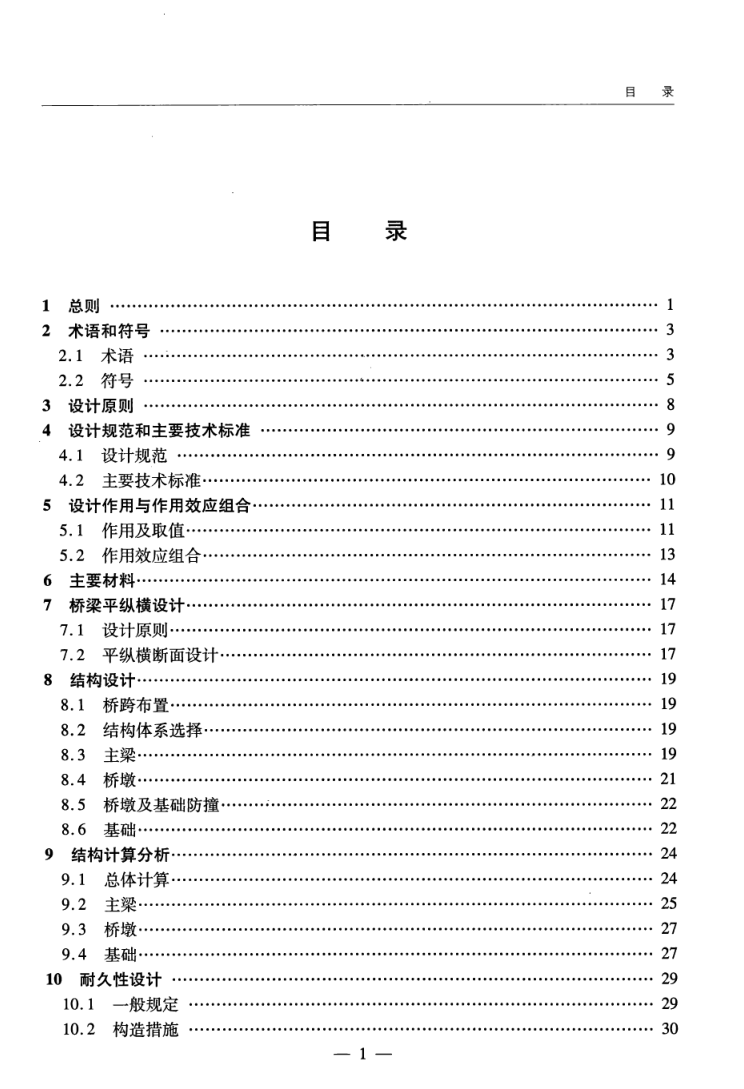 目 录
目 录
1 总则 …… 1
2 术语和符号 …… 3
2.1 术语 …… 3
2.2 符号 …… 5
3 设计原则 …… 8
4 设计规范和主要技术标准 …… 9
4.1 设计规范 …… 9
4.2 主要技术标准 …… 10
5 设计作用与作用效应组合 …… 11
5.1 作用及取值 …… 11
5.2 作用效应组合 …… 13
6 主要材料 …… 14
7 桥梁平纵横设计 …… 17
7.1 设计原则 …… 17
7.2 平纵横断面设计 …… 17
8 结构设计 …… 19
8.1 桥跨布置 …… 19
8.2 结构体系选择 …… 19
8.3 主梁 …… 19
8.4 桥墩 …… 21
8.5 桥墩及基础防撞 …… 22
8.6 基础 …… 22
9 结构计算分析 …… 24
9.1 总体计算 …… 24
9.2 主梁 …… 25
9.3 桥墩 …… 27
9.4 基础 …… 27
10 耐久性设计 …… 29
10.1 一般规定 …… 29
10.2 构造措施 …… 30
— 1 —